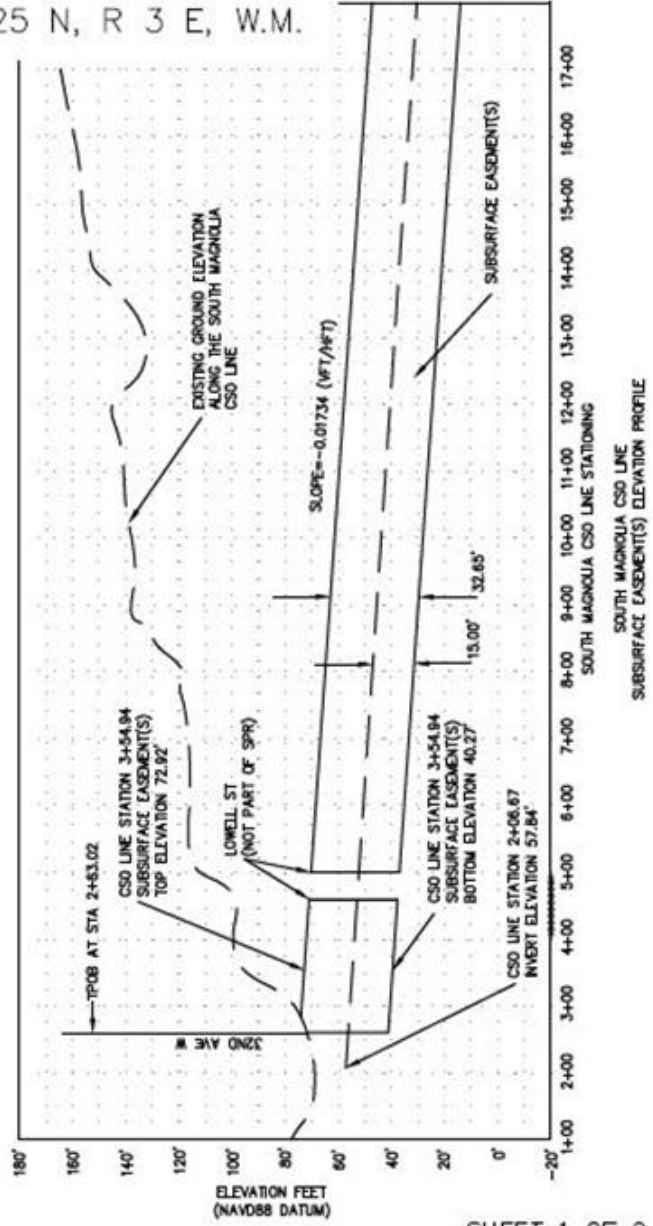 25 N, R 3 E, W.M.
180'
160'
140'
120'
100'
80'
60'
40'
20'
0'
-20'
ELEVATION FEET
(NAVD88 DATUM)
1+00
2+00
3+00
4+00
5+00
6+00
7+00
8+00
9+00
10+00
11+00
12+00
13+00
14+00
15+00
16+00
17+00
TPOB AT STA 2+63.02
32ND AVE W
CSO LINE STATION 3+54.94
SUBSURFACE EASEMENT(S)
TOP ELEVATION 72.92'
LOWELL ST
(NOT PART OF SPR)
EXISTING GROUND ELEVATION
ALONG THE SOUTH MAGNOLIA
CSO LINE
SLOPE=-0.01734 (VFT/HFT)
SUBSURFACE EASEMENT(S)
15.00'
32.65'
CSO LINE STATION 3+54.94
SUBSURFACE EASEMENT(S)
BOTTOM ELEVATION 40.27'
CSO LINE STATION 2+06.67
INVERT ELEVATION 57.84'
SOUTH MAGNOLIA CSO LINE STATIONING
SOUTH MAGNOLIA CSO LINE
SUBSURFACE EASEMENT(S) ELEVATION PROFILE